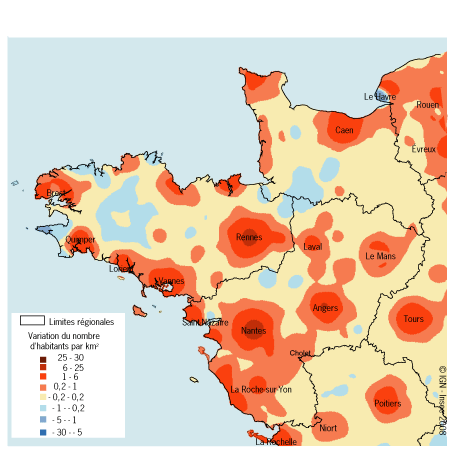 Le Havre
Rouen
Caen
Evreux
Brest
Quimper
Rennes
Laval
Le Mans
Lorient
Vannes
Angers
Tours
Saint-Nazaire
Nantes
Cholet
La Roche-sur-Yon
Poitiers
Niort
La Rochelle
Limites régionales
Variation du nombre
d'habitants par km²
25 - 30
6 - 25
1 - 6
0,2 - 1
- 0,2 - 0,2
- 1 - -0,2
- 5 - -1
- 30 - -5
© IGN - Insee 2008